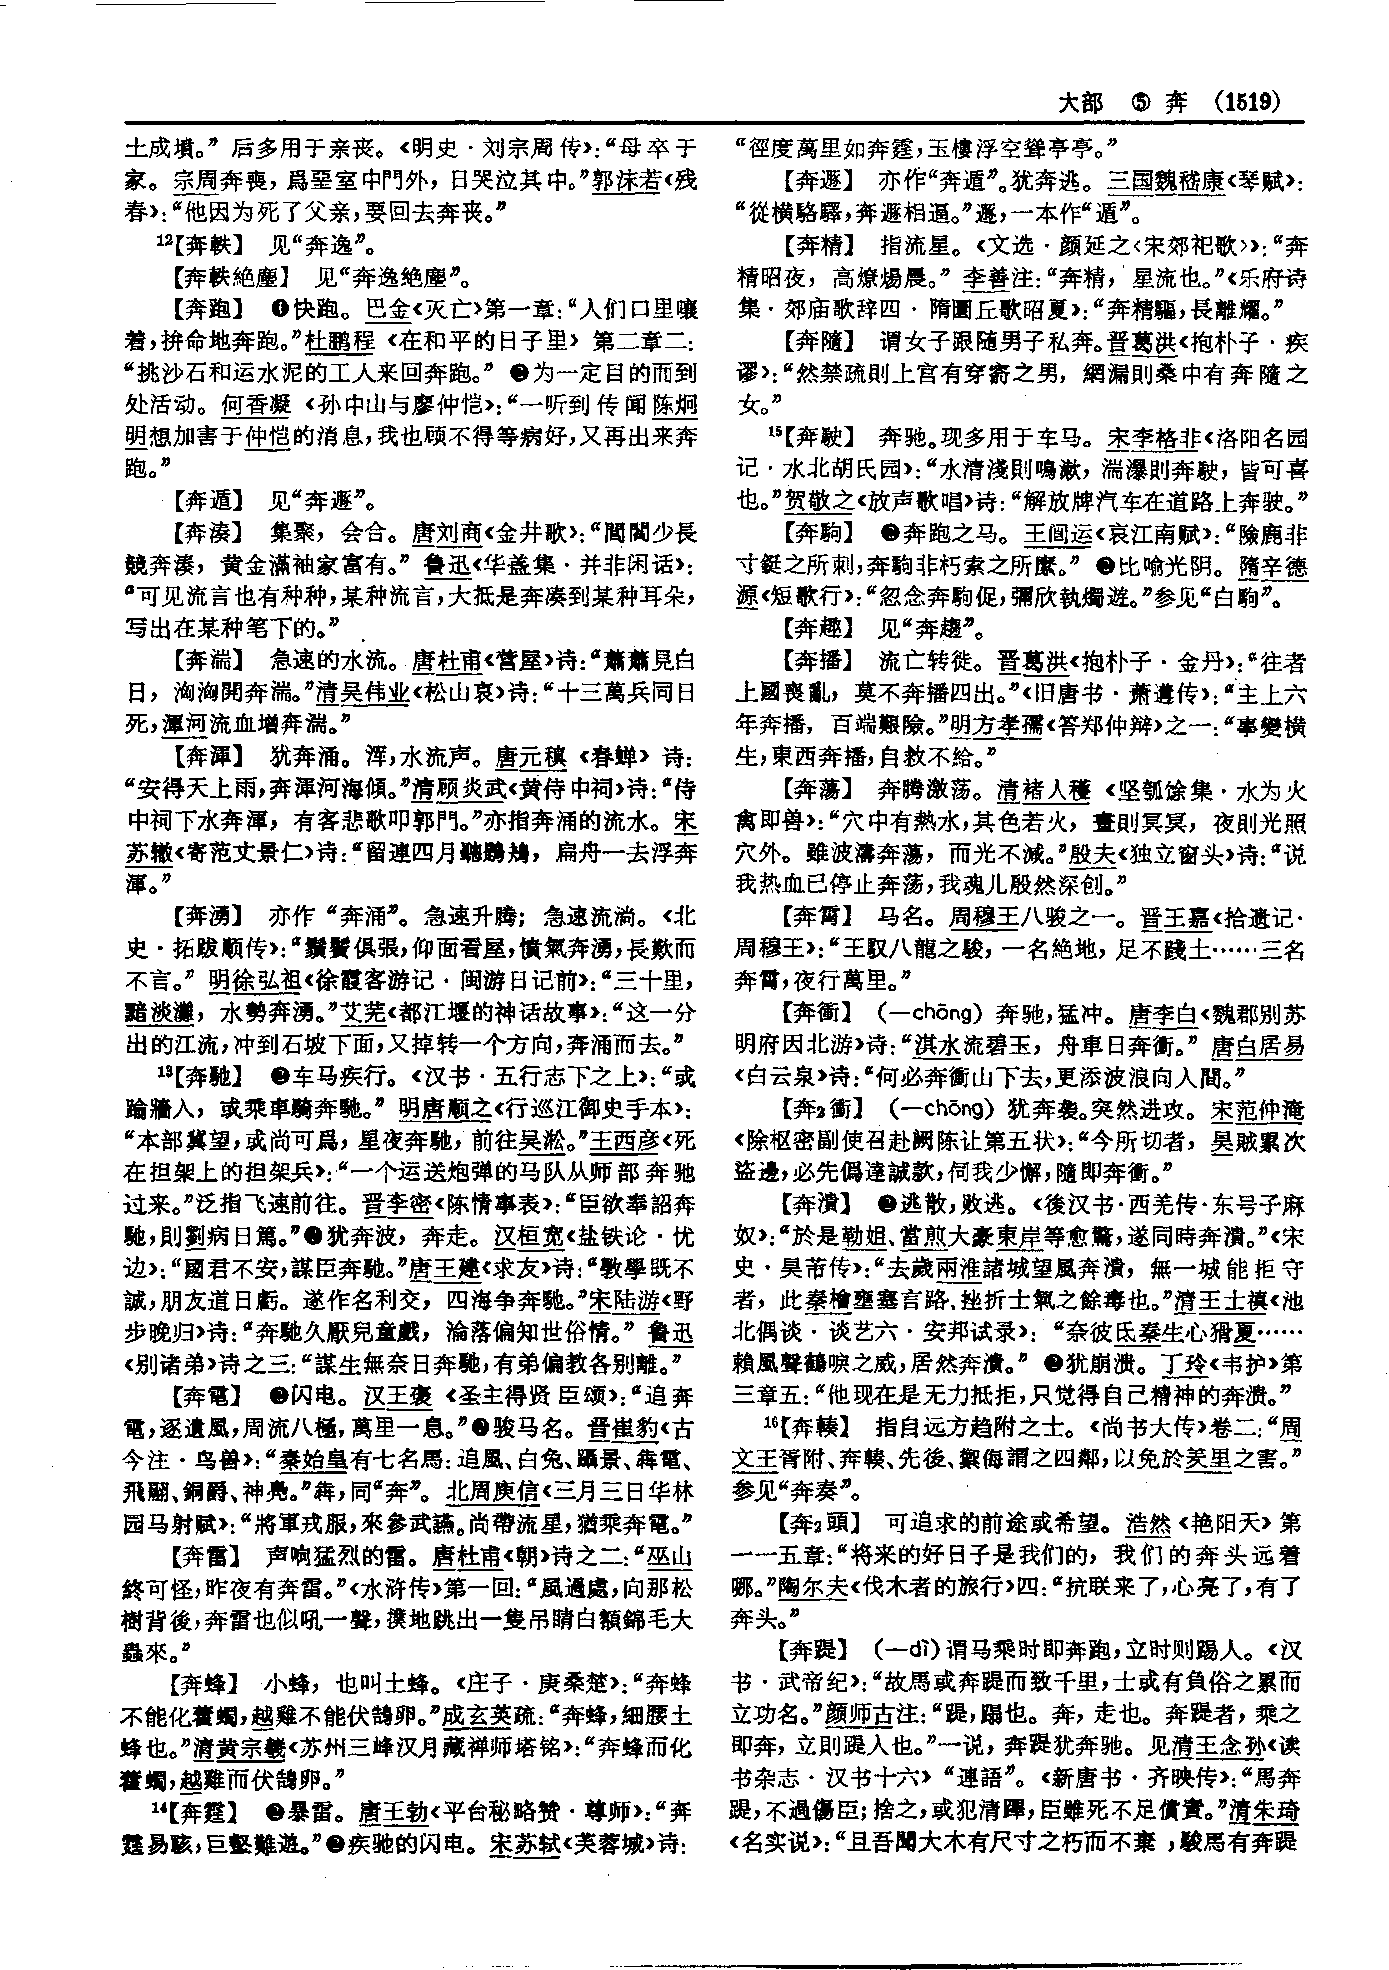 大部 ⑤ 奔 (1519)
土成墳。” 后多用于亲丧。《明史·刘宗周传》：“母卒于
家。宗周奔喪，爲堊室中門外，日哭泣其中。”郭沫若《残
春》：“他因为死了父亲，要回去奔丧。”
12【奔軼】 见“奔逸”。
【奔軼絶塵】 见“奔逸绝塵”。
【奔跑】 ❶快跑。巴金《灭亡》第一章：“人们口里嚷
着，拚命地奔跑。”杜鹏程《在和平的日子里》第二章二：
“挑沙石和运水泥的工人来回奔跑。” ❷为一定目的而到
处活动。何香凝《孙中山与廖仲恺》：“一听到传闻陈炯
明想加害于仲恺的消息，我也顾不得等病好，又再出来奔
跑。”
【奔遁】 见“奔遯”。
【奔湊】 集聚，会合。唐刘商《金井歌》：“閭閻少長
競奔湊，黄金滿袖家富有。” 鲁迅《华盖集·并非闲话》：
“可见流言也有种种，某种流言，大抵是奔凑到某种耳朵，
写出在某种笔下的。”
【奔湍】 急速的水流。唐杜甫《营屋》诗：“蕭蕭見白
日，洶洶開奔湍。”清吴伟业《松山哀》诗：“十三萬兵同日
死，渾河流血增奔湍。”
【奔渾】 犹奔涌。浑，水流声。唐元稹《春蝉》诗：
“安得天上雨，奔渾河海傾。”清顾炎武《黄侍中祠》诗：“侍
中祠下水奔渾，有客悲歌叩郭門。”亦指奔涌的流水。宋
苏辙《寄范丈景仁》诗：“留連四月聽鶗鴂，扁舟一去浮奔
渾。”
【奔湧】 亦作“奔涌”。急速升腾；急速流淌。《北
史·拓跋顺传》：“鬚鬢俱張，仰面看屋，憤氣奔湧，長歎而
不言。” 明徐弘祖《徐霞客游记·闽游日记前》：“三十里，
黯淡灘，水勢奔湧。”艾芜《都江堰的神话故事》：“这一分
出的江流，冲到石坡下面，又掉转一个方向，奔涌而去。”
13【奔馳】 ❶车马疾行。《汉书·五行志下之上》：“或
踰牆入，或乘車騎奔馳。” 明唐顺之《行巡江御史手本》：
“本部冀望，或尚可爲，星夜奔馳，前往吴淞。”王西彦《死
在担架上的担架兵》：“一个运送炮弹的马队从师部奔驰
过来。”泛指飞速前往。晋李密《陈情事表》：“臣欲奉詔奔
馳，則劉病日篤。”❷犹奔波，奔走。汉桓宽《盐铁论·忧
边》：“國君不安，謀臣奔馳。”唐王建《求友》诗：“教學既不
誠，朋友道日虧。遂作名利交，四海争奔馳。”宋陆游《野
步晚归》诗：“奔馳久厭兒童戲，淪落偏知世俗情。” 鲁迅
《别诸弟》诗之三：“謀生無奈日奔馳，有弟偏教各别離。”
【奔電】 ❶闪电。汉王褒《圣主得贤臣颂》：“追奔
電，逐遺風，周流八極，萬里一息。”❷骏马名。晋崔豹《古
今注·鸟兽》：“秦始皇有七名馬：追風、白兔、躡景、犇電、
飛翮、銅爵、神凫。”犇，同“奔”。北周庾信《三月三日华林
园马射赋》：“將軍戎服，來參武讌。尚帶流星，猶乘奔電。”
【奔雷】 声响猛烈的雷。唐杜甫《朝》诗之二：“巫山
終可怪，昨夜有奔雷。”《水浒传》第一回：“風過處，向那松
樹背後，奔雷也似吼一聲，撲地跳出一隻吊睛白額錦毛大
蟲來。”
【奔蜂】 小蜂，也叫土蜂。《庄子·庚桑楚》：“奔蜂
不能化藿蠋，越雞不能伏鵠卵。”成玄英疏：“奔蜂，細腰土
蜂也。”清黄宗羲《苏州三峰汉月藏禅师塔铭》：“奔蜂而化
藿蠋，越雞而伏鵠卵。”
14【奔霆】 ❶暴雷。唐王勃《平台秘略赞·尊师》：“奔
霆易駭，巨壑難遊。”❷疾驰的闪电。宋苏轼《芙蓉城》诗：
“徑度萬里如奔霆，玉樓浮空聳亭亭。”
【奔遯】 亦作“奔遁”。犹奔逃。三国魏嵇康《琴赋》：
“從横駱驛，奔遯相逼。”遯，一本作“遁”。
【奔精】 指流星。《文选·颜延之〈宋郊祀歌〉》：“奔
精昭夜，高燎煬晨。” 李善注：“奔精，星流也。”《乐府诗
集·郊庙歌辞四·隋圜丘歌昭夏》：“奔精驅，長離耀。”
【奔隨】 谓女子跟随男子私奔。晋葛洪《抱朴子·疾
谬》：“然禁疏則上宫有穿窬之男，網漏則桑中有奔隨之
女。”
15【奔駛】 奔驰。现多用于车马。宋李格非《洛阳名园
记·水北胡氏园》：“水清淺則鳴漱，湍瀑則奔駛，皆可喜
也。”贺敬之《放声歌唱》诗：“解放牌汽车在道路上奔驶。”
【奔駒】 ❶奔跑之马。王闿运《哀江南赋》：“險鹿非
寸鋌之所刺，奔駒非朽索之所縻。” ❷比喻光阴。隋辛德
源《短歌行》：“忽念奔駒促，彌欣執燭遊。”参见“白駒”。
【奔趣】 见“奔趨”。
【奔播】 流亡转徙。晋葛洪《抱朴子·金丹》：“往者
上國喪亂，莫不奔播四出。”《旧唐书·萧遘传》：“主上六
年奔播，百端艱險。”明方孝孺《答郑仲辩》之一：“事變横
生，東西奔播，自救不給。”
【奔蕩】 奔腾激荡。清褚人穫《坚瓠馀集·水为火
禽即兽》：“穴中有熱水，其色若火，晝則冥冥，夜則光照
穴外。雖波濤奔蕩，而光不減。”殷夫《独立窗头》诗：“说
我热血已停止奔荡，我魂儿殷然深创。”
【奔霄】 马名。周穆王八骏之一。晋王嘉《拾遗记·
周穆王》：“王馭八龍之駿，一名絶地，足不踐土……三名
奔霄，夜行萬里。”
【奔衝】 （—chōng）奔驰，猛冲。唐李白《魏郡别苏
明府因北游》诗：“淇水流碧玉，舟車日奔衝。” 唐白居易
《白云泉》诗：“何必奔衝山下去，更添波浪向人間。”
【奔₂衝】 （—chōng）犹奔袭。突然进攻。宋范仲淹
《除枢密副使召赴阙陈让第五状》：“今所切者，昊賊累次
盜邊，必先僞達誠款，伺我少懈，隨即奔衝。”
【奔潰】 ❶逃散，败逃。《後汉书·西羌传·东号子麻
奴》：“於是勒姐、當煎大豪東岸等愈驚，遂同時奔潰。”《宋
史·吴芾传》：“去歲兩淮諸城望風奔潰，無一城能拒守
者，此秦檜壅塞言路、挫折士氣之餘毒也。”清王士禛《池
北偶谈·谈艺六·安邦试录》：“奈彼氐秦生心猾夏……
賴風聲鶴唳之威，居然奔潰。” ❷犹崩溃。丁玲《韦护》第
三章五：“他现在是无力抵拒，只觉得自己精神的奔溃。”
16【奔輳】 指自远方趋附之士。《尚书大传》卷二：“周
文王胥附、奔輳、先後、禦侮謂之四鄰，以免於羑里之害。”
参见“奔奏”。
【奔₂頭】 可追求的前途或希望。浩然《艳阳天》第
一一五章：“将来的好日子是我们的，我们的奔头远着
哪。”陶尔夫《伐木者的旅行》四：“抗联来了，心亮了，有了
奔头。”
【奔踶】 （—dì）谓马乘时即奔跑，立时则踢人。《汉
书·武帝纪》：“故馬或奔踶而致千里，士或有負俗之累而
立功名。”颜师古注：“踶，蹋也。奔，走也。奔踶者，乘之
即奔，立則踶人也。”一说，奔踶犹奔驰。见清王念孙《读
书杂志·汉书十六》“連語”。《新唐书·齐映传》：“馬奔
踶，不過傷臣；捨之，或犯清蹕，臣雖死不足償責。”清朱琦
《名实说》：“且吾聞大木有尺寸之朽而不棄，駿馬有奔踶